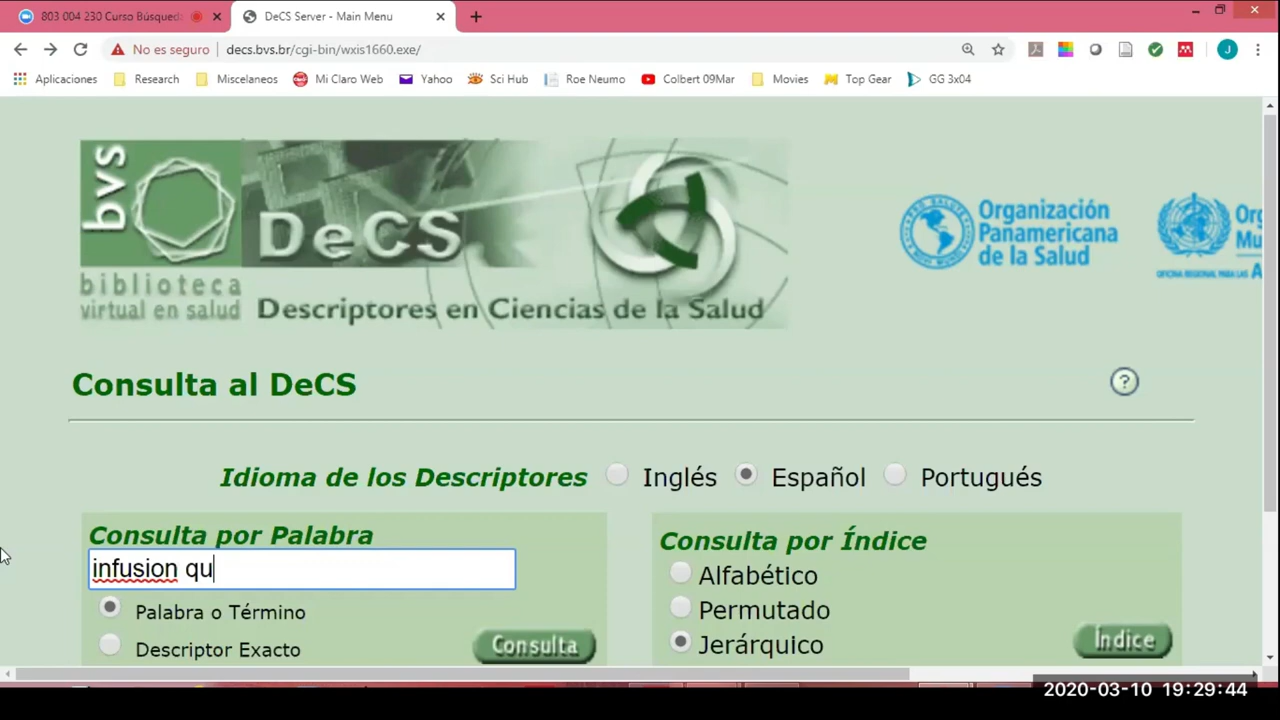 803 004 230 Curso Búsqueda
DeCS Server - Main Menu
No es seguro
decs.bvs.br/cgi-bin/wxis1660.exe/
J
Aplicaciones
Research
Miscelaneos
Mi Claro Web
Yahoo
Sci Hub
Roe Neumo
Colbert 09Mar
Movies
Top Gear
GG 3x04
bvs
DeCS
biblioteca
virtual en salud
Descriptores en Ciencias de la Salud
Organización
Panamericana
de la Salud
Consulta al DeCS
?
Idioma de los Descriptores
Inglés
Español
Portugués
Consulta por Palabra
infusion qu
Palabra o Término
Descriptor Exacto
Consulta
Consulta por Índice
Alfabético
Permutado
Jerárquico
Índice
2020-03-10 19:29:44